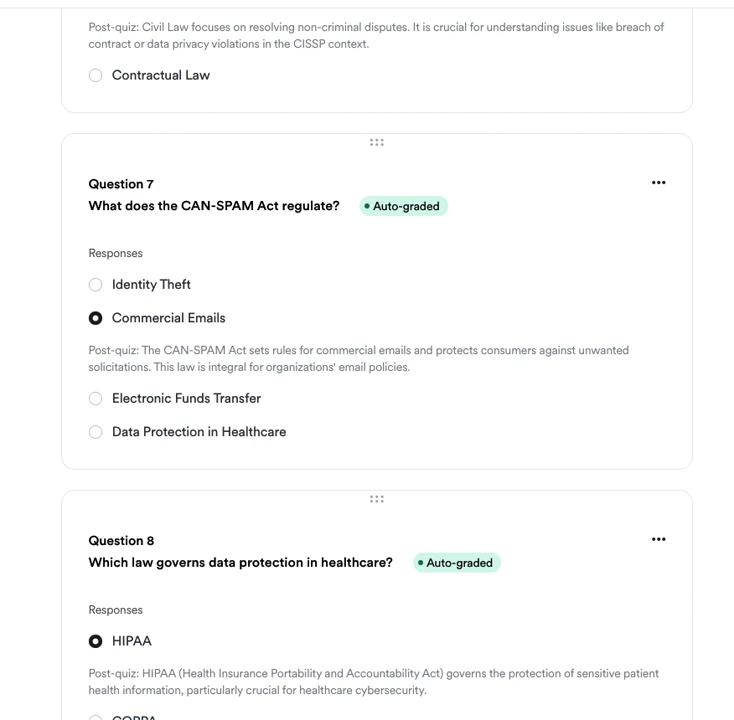 Post-quiz: Civil Law focuses on resolving non-criminal disputes. It is crucial for understanding issues like breach of
contract or data privacy violations in the CISSP context.
Contractual Law
Question 7
What does the CAN-SPAM Act regulate? Auto-graded
Responses
Identity Theft
Commercial Emails
Post-quiz: The CAN-SPAM Act sets rules for commercial emails and protects consumers against unwanted
solicitations. This law is integral for organizations' email policies.
Electronic Funds Transfer
Data Protection in Healthcare
Question 8
Which law governs data protection in healthcare? Auto-graded
Responses
HIPAA
Post-quiz: HIPAA (Health Insurance Portability and Accountability Act) governs the protection of sensitive patient
health information, particularly crucial for healthcare cybersecurity.